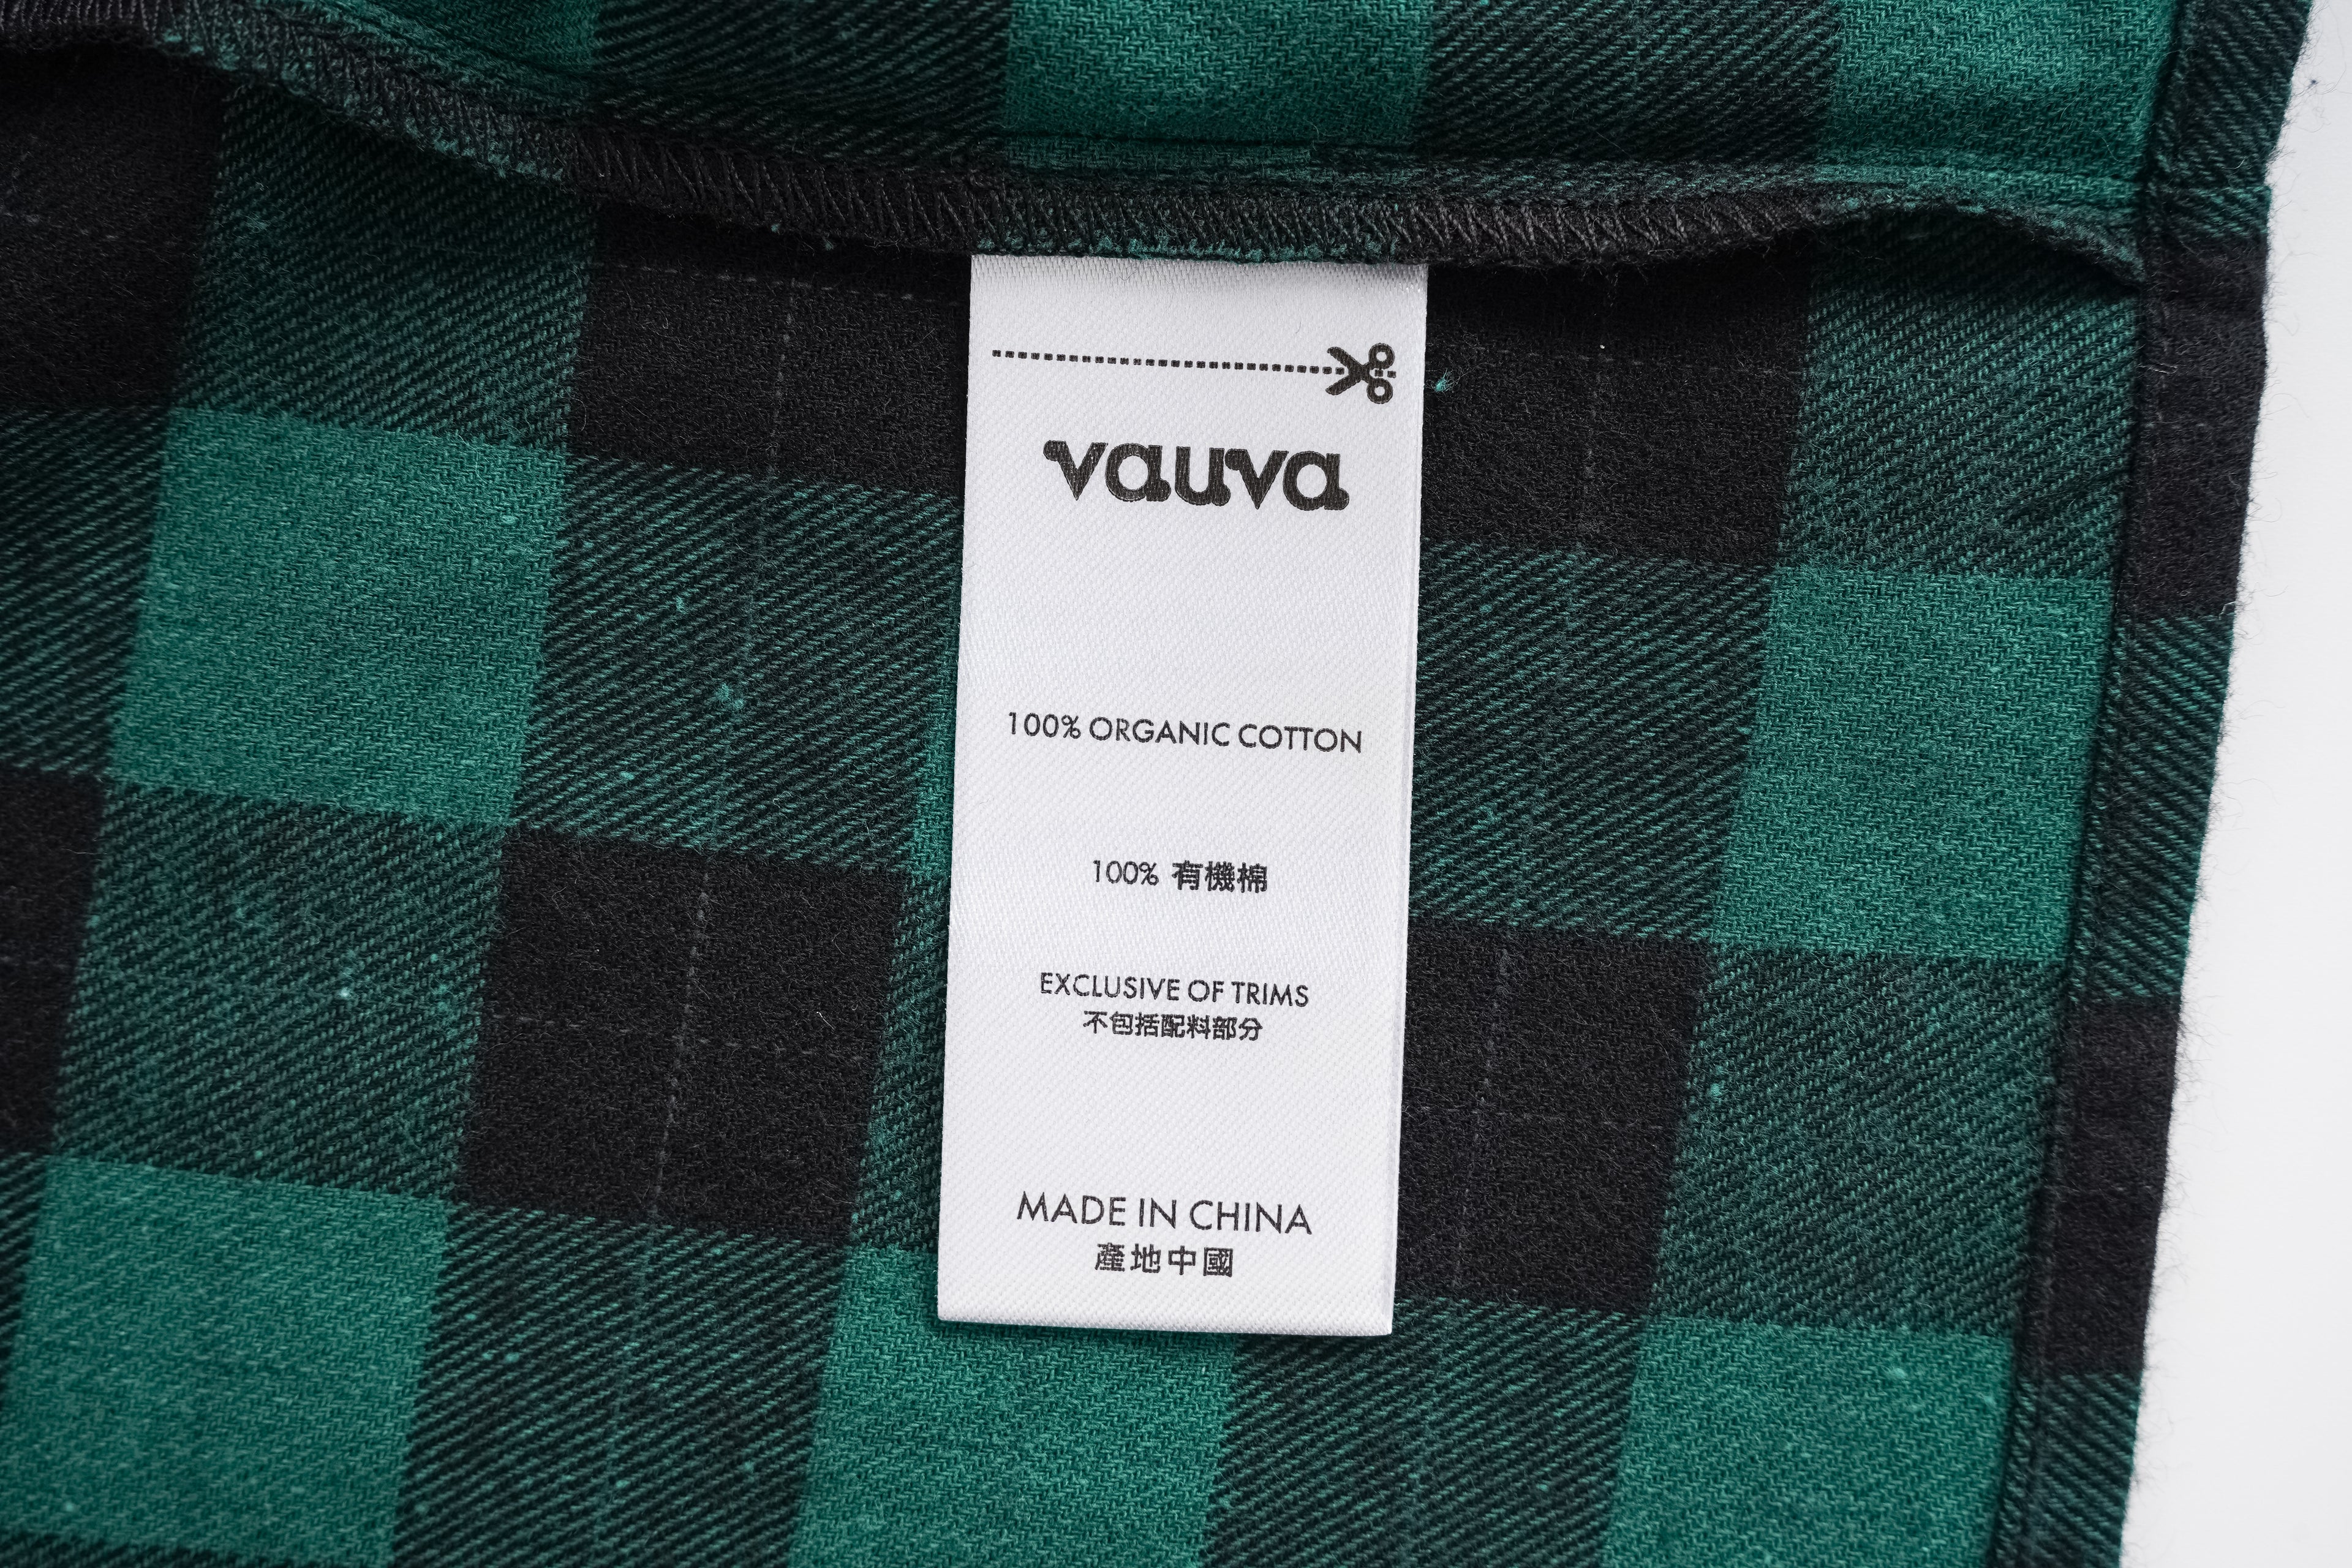 vauva
100% ORGANIC COTTON
100% 有機棉
EXCLUSIVE OF TRIMS
不包括配料部分
MADE IN CHINA
產地中國